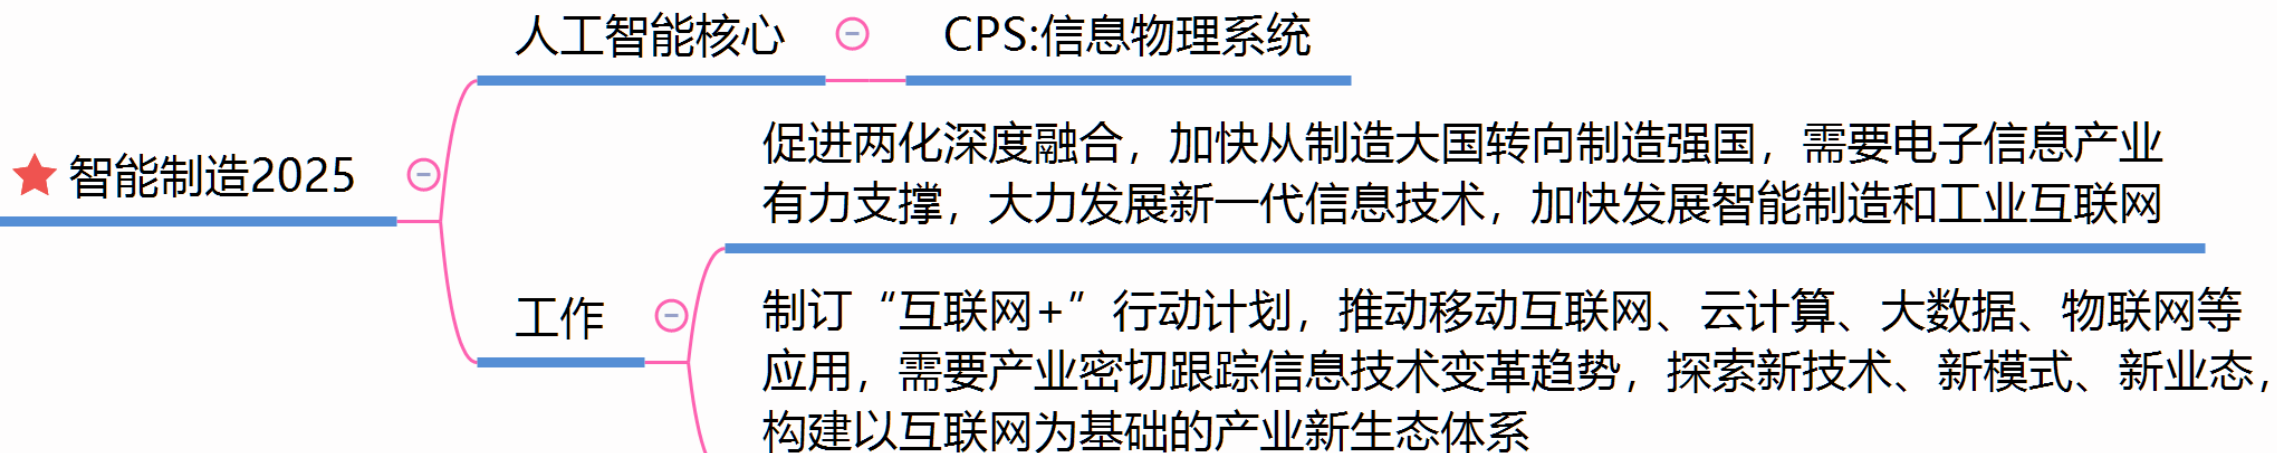 人工智能核心
CPS:信息物理系统
智能制造2025
促进两化深度融合，加快从制造大国转向制造强国，需要电子信息产业
有力支撑，大力发展新一代信息技术，加快发展智能制造和工业互联网
工作
制订“互联网+”行动计划，推动移动互联网、云计算、大数据、物联网等
应用，需要产业密切跟踪信息技术变革趋势，探索新技术、新模式、新业态，
构建以互联网为基础的产业新生态体系